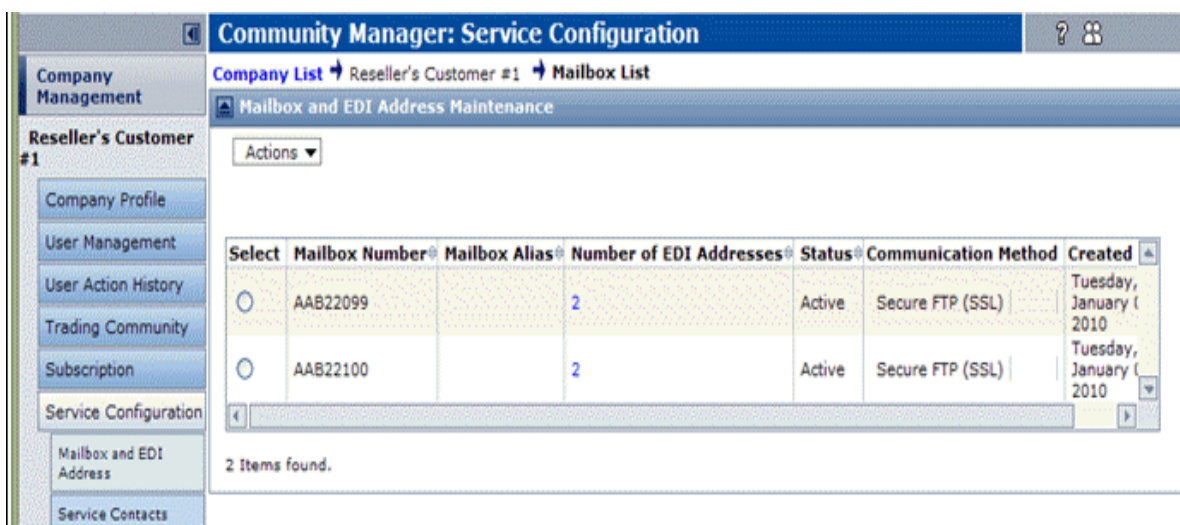 Community Manager: Service Configuration
?
Company Management
Company List Reseller's Customer #1 Mailbox List
Mailbox and EDI Address Maintenance
Reseller's Customer #1
Actions
Company Profile
User Management
User Action History
Trading Community
Subscription
Service Configuration
Mailbox and EDI Address
Service Contacts
Select Mailbox Number Mailbox Alias Number of EDI Addresses Status Communication Method Created
AAB22099 2 Active Secure FTP (SSL) Tuesday, January 2010
AAB22100 2 Active Secure FTP (SSL) Tuesday, January 2010
2 Items found.